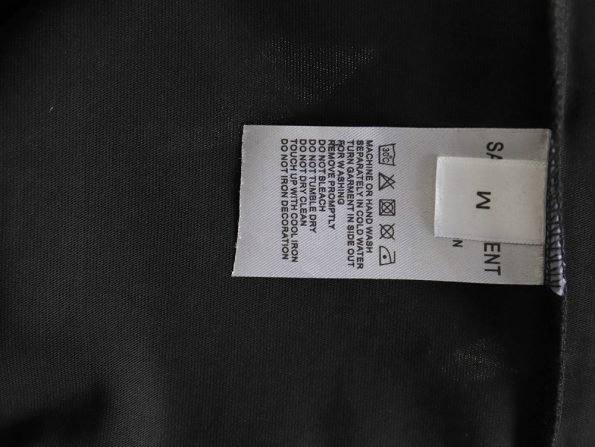 M
30°C
MACHINE OR HAND WASH
SEPARATELY IN COLD WATER
TURN GARMENT IN SIDE OUT
FOR WASHING
REMOVE PROMPTLY
DO NOT BLEACH
DO NOT TUMBLE DRY
DO NOT DRY CLEAN
TOUCH UP WITH COOL IRON
DO NOT IRON DECORATION